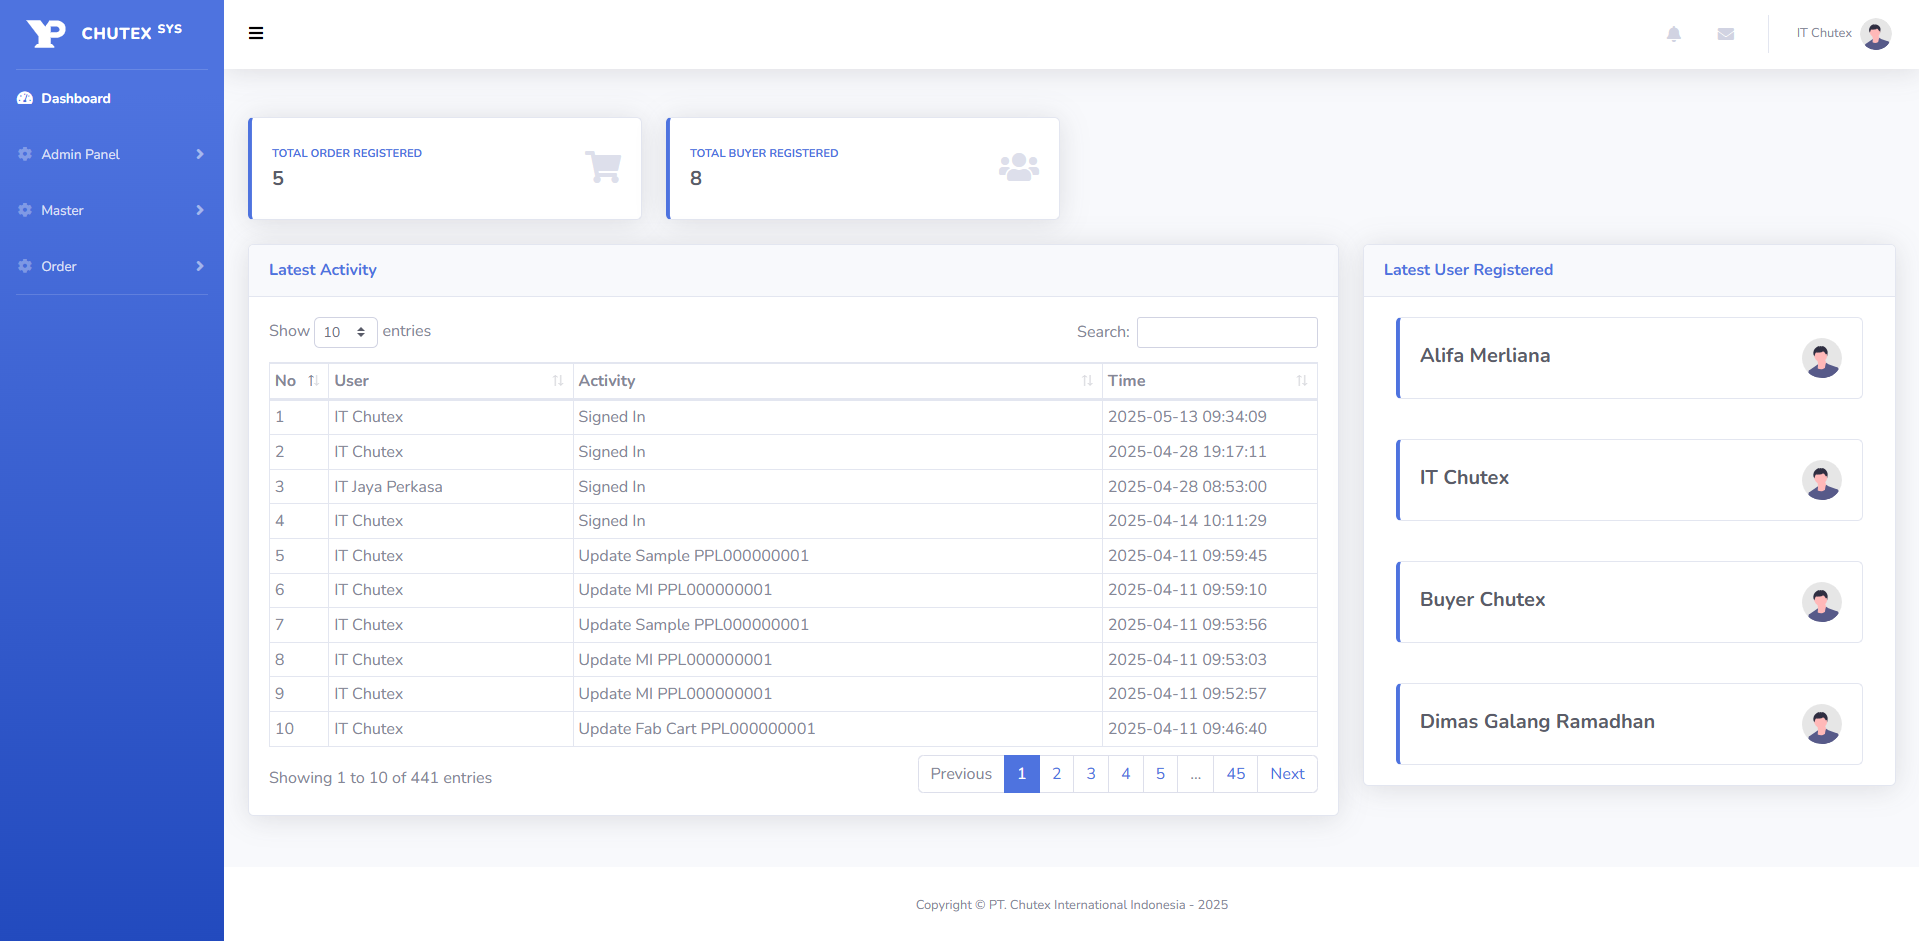 YP CHUTEX SYS
IT Chutex
Dashboard
Admin Panel
Master
Order
TOTAL ORDER REGISTERED
5
TOTAL BUYER REGISTERED
8
Latest Activity
Show 10 entries
Search:
No User Activity Time
1 IT Chutex Signed In 2025-05-13 09:34:09
2 IT Chutex Signed In 2025-04-28 19:17:11
3 IT Jaya Perkasa Signed In 2025-04-28 08:53:00
4 IT Chutex Signed In 2025-04-14 10:11:29
5 IT Chutex Update Sample PPL000000001 2025-04-11 09:59:45
6 IT Chutex Update MI PPL000000001 2025-04-11 09:59:10
7 IT Chutex Update Sample PPL000000001 2025-04-11 09:53:56
8 IT Chutex Update MI PPL000000001 2025-04-11 09:53:03
9 IT Chutex Update MI PPL000000001 2025-04-11 09:52:57
10 IT Chutex Update Fab Cart PPL000000001 2025-04-11 09:46:40
Showing 1 to 10 of 441 entries
Previous 1 2 3 4 5 ... 45 Next
Latest User Registered
Alifa Merliana
IT Chutex
Buyer Chutex
Dimas Galang Ramadhan
Copyright © PT. Chutex International Indonesia - 2025